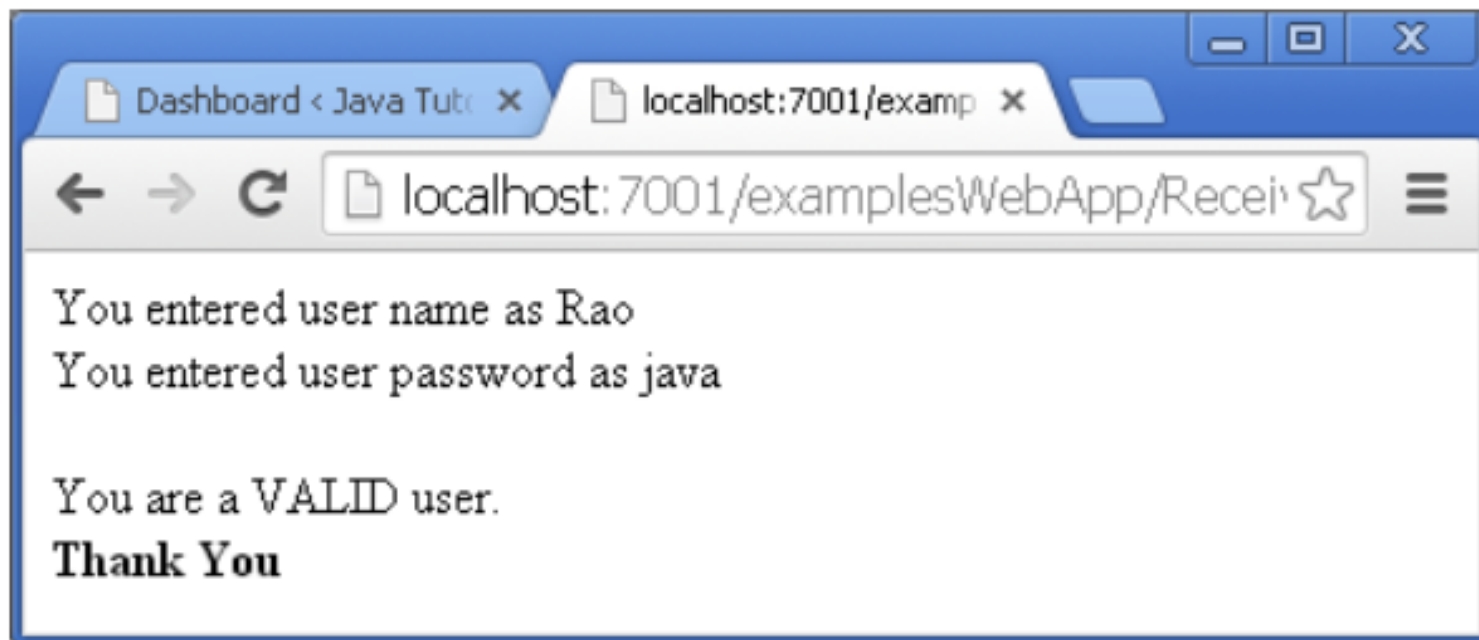 Dashboard < Java Tut
localhost:7001/examp
localhost:7001/examplesWebApp/Recei
You entered user name as Rao
You entered user password as java
You are a VALID user.
Thank You